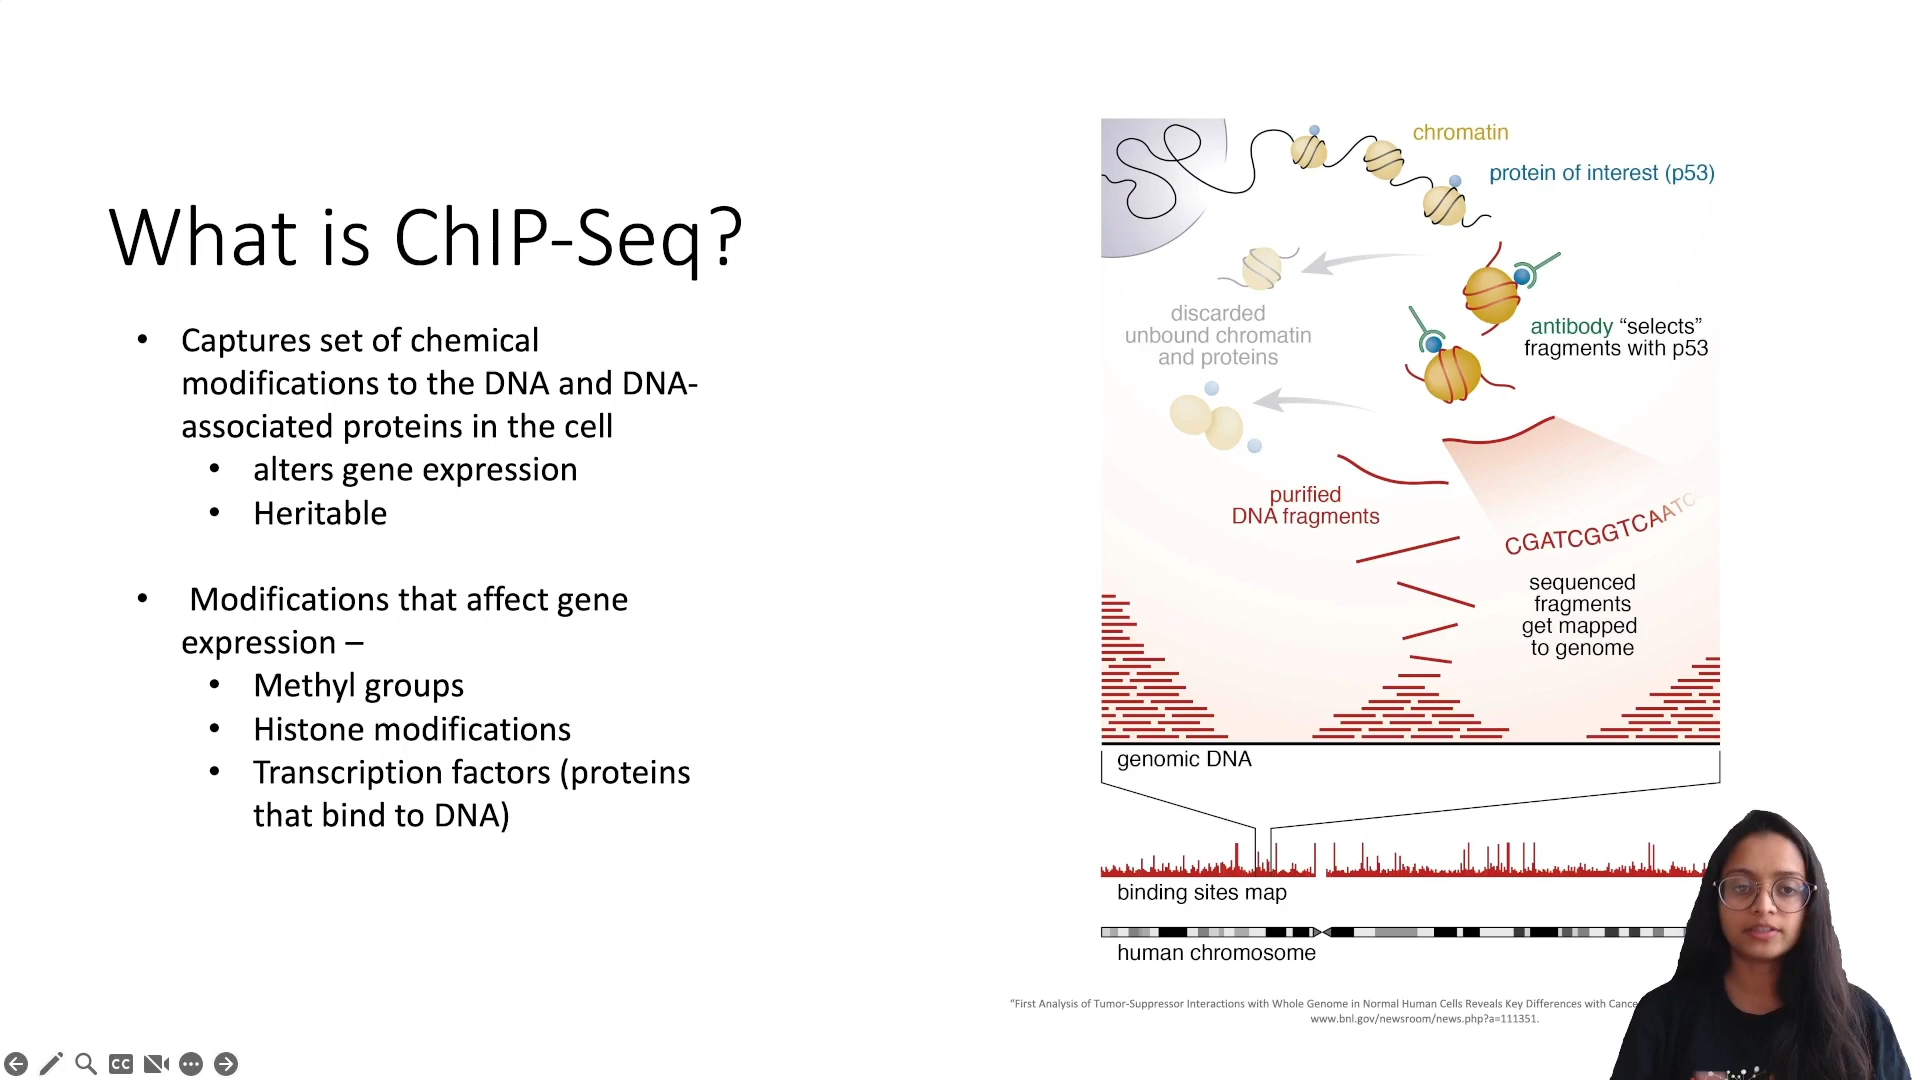 What is ChIP-Seq?
• Captures set of chemical
modifications to the DNA and DNA-
associated proteins in the cell
• alters gene expression
• Heritable
• Modifications that affect gene
expression –
• Methyl groups
• Histone modifications
• Transcription factors (proteins
that bind to DNA)
chromatin
protein of interest (p53)
discarded
unbound chromatin
and proteins
antibody “selects”
fragments with p53
purified
DNA fragments
CGATCGGTCAATC
sequenced
fragments
get mapped
to genome
genomic DNA
binding sites map
human chromosome
“First Analysis of Tumor-Suppressor Interactions with Whole Genome in Normal Human Cells Reveals Key Differences with Cance
www.bnl.gov/newsroom/news.php?a=111351.
CC